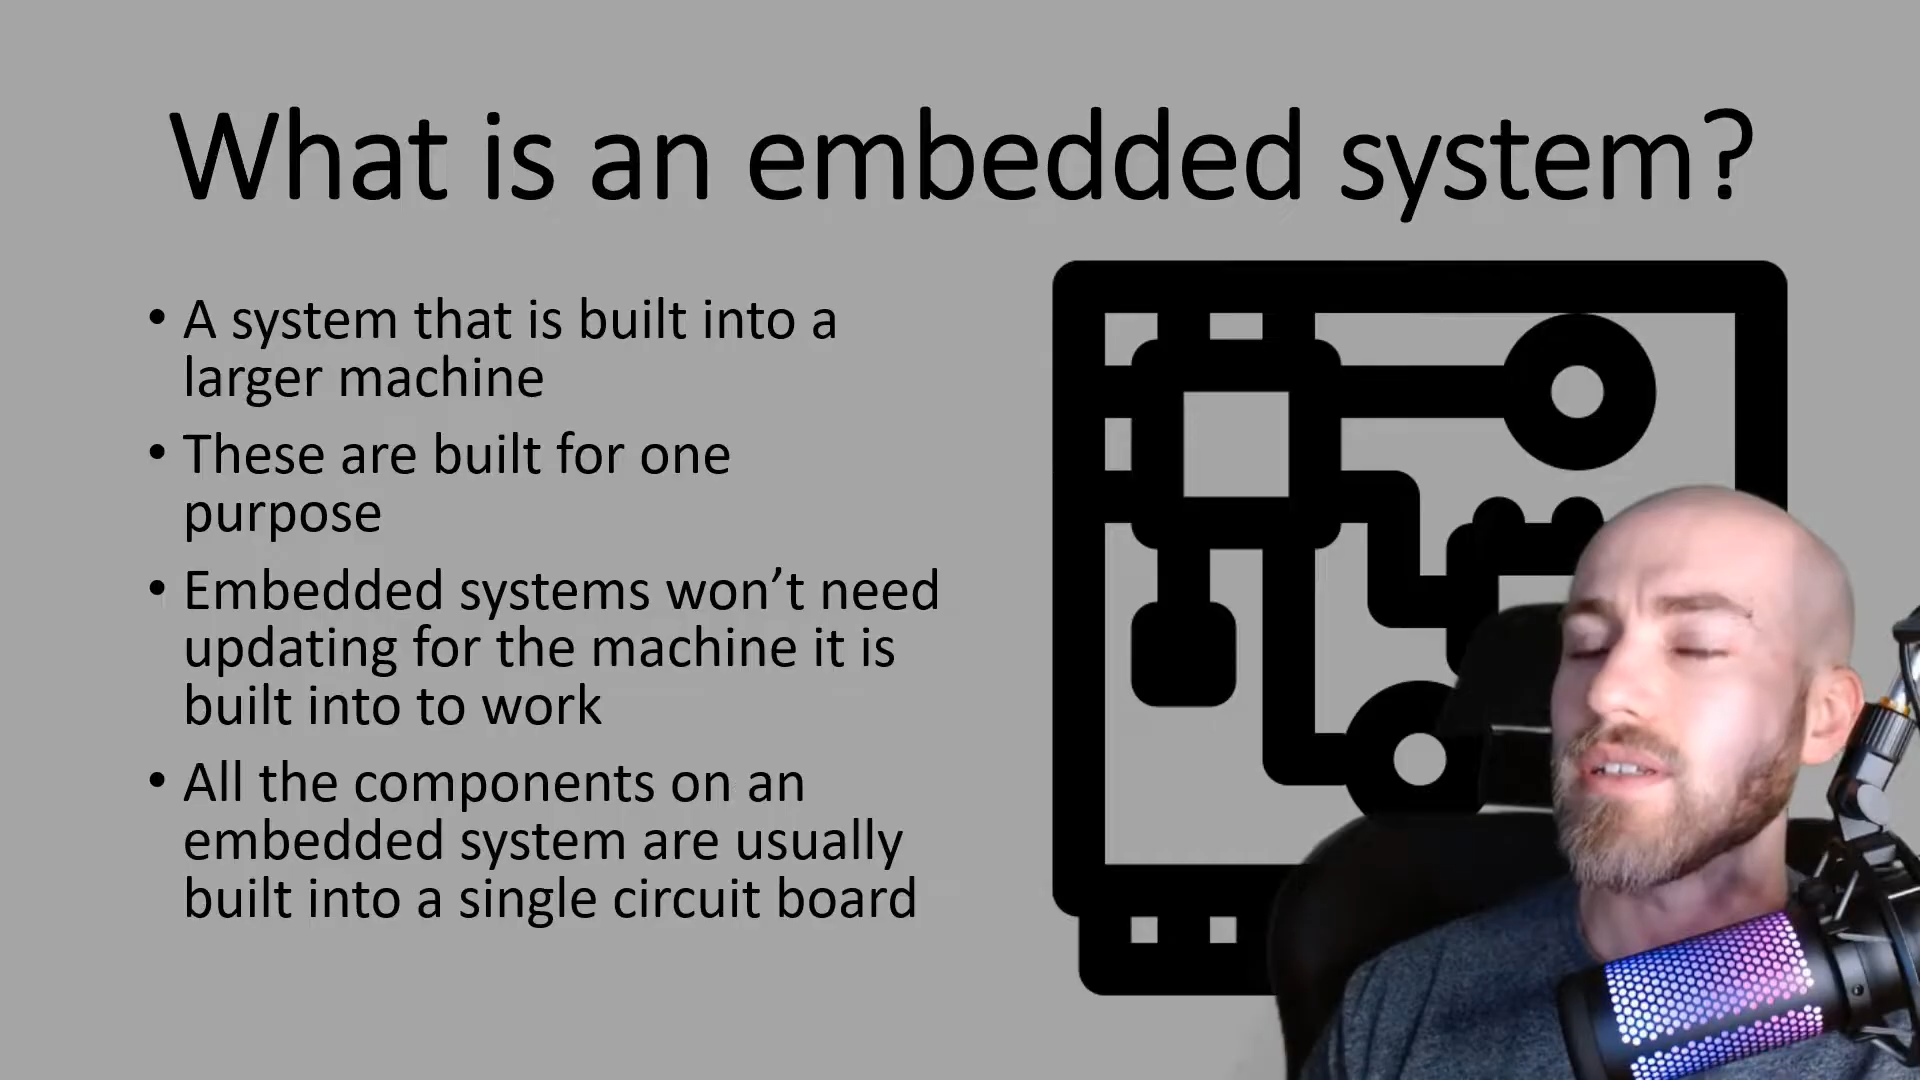 What is an embedded system?
• A system that is built into a
larger machine
• These are built for one
purpose
• Embedded systems won’t need
updating for the machine it is
built into to work
• All the components on an
embedded system are usually
built into a single circuit board